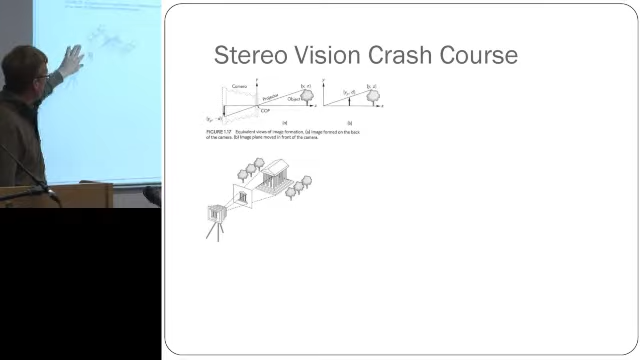 Stereo Vision Crash Course
Camera
Projector
Object
COP
(a)
(b)
FIGURE 1.17 Equivalent views of image formation. (a) Image formed on the back
of the camera. (b) Image plane moved in front of the camera.